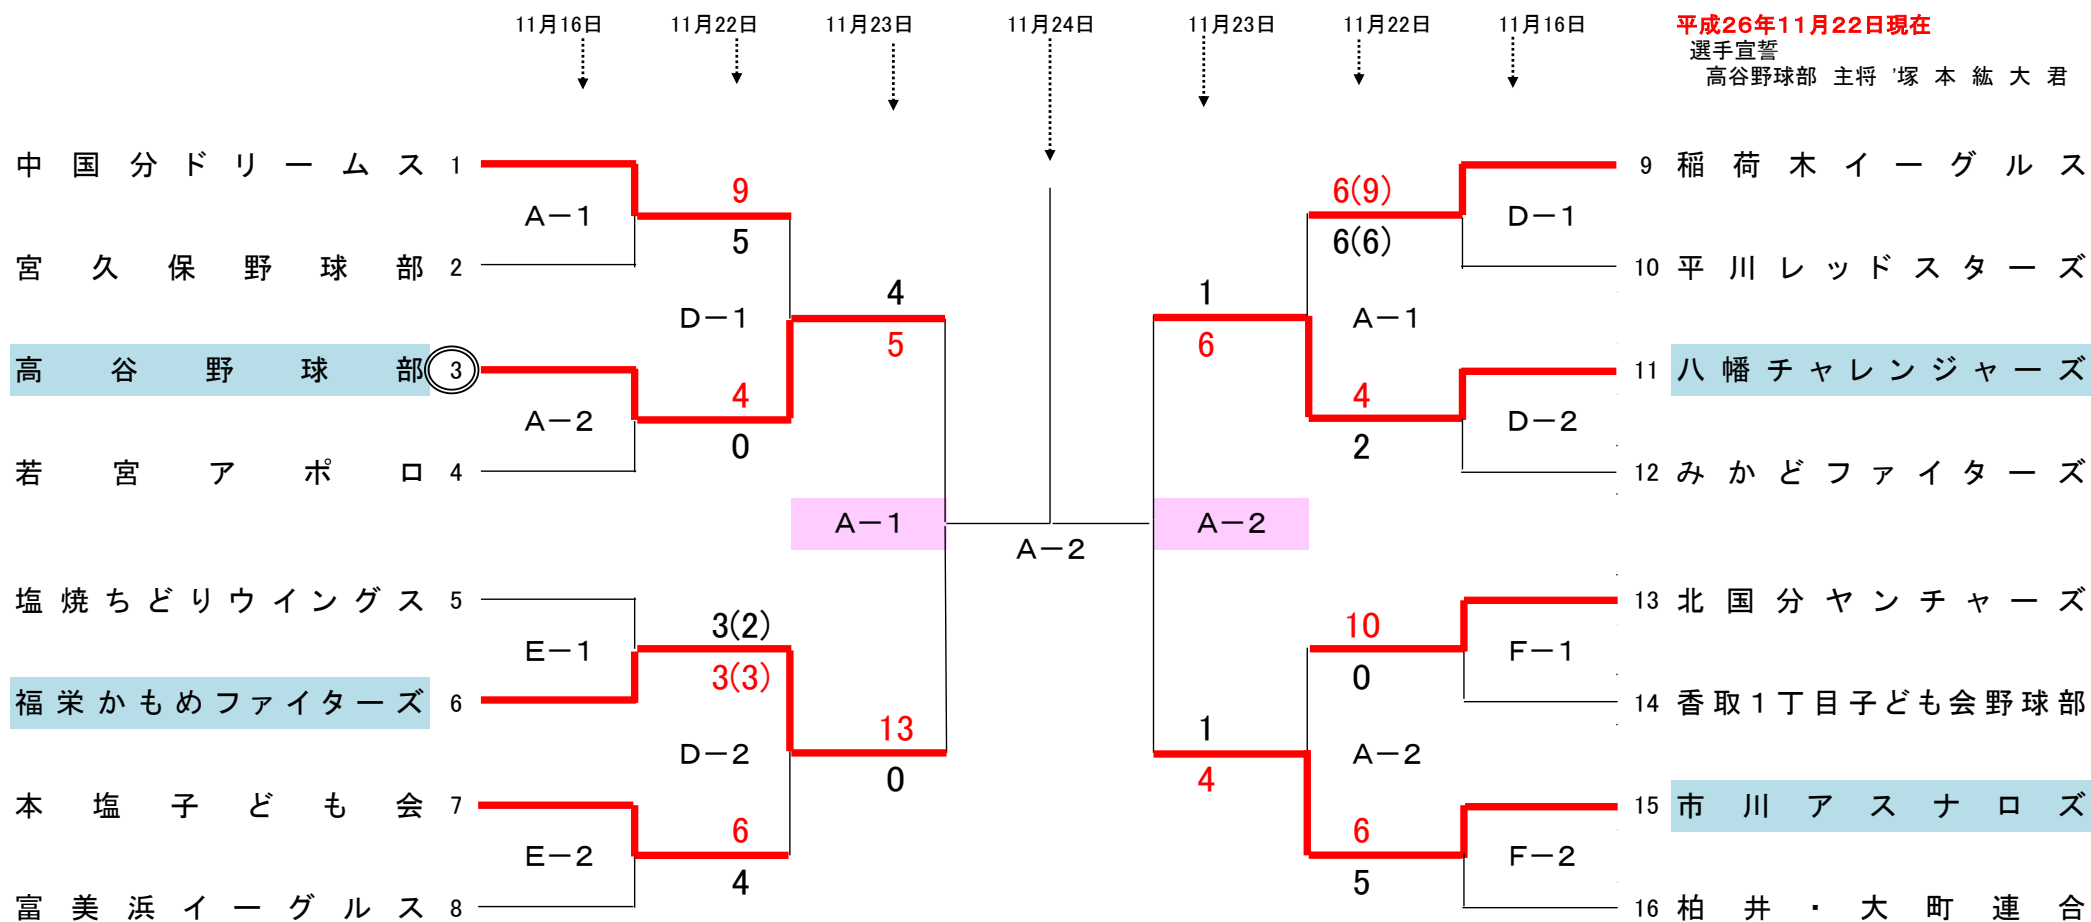 11月16日 11月22日 11月23日 11月24日 11月23日 11月22日 11月16日 平成26年11月22日現在
選手宣誓
高谷野球部 主将 '塚本紘大君
中国分ドリームス 1
9 稲荷木イーグルス
9
6(9)
A－1
D－1
5
6(6)
宮久保野球部 2
10 平川レッドスターズ
4
1
D－1
A－1
5
6
高谷野球部 3
11 八幡チャレンジャーズ
4
4
A－2
D－2
0
2
若宮アポロ 4
12 みかどファイターズ
A－1
A－2
A－2
塩焼ちどりウイングス 5
13 北国分ヤンチャーズ
3(2)
10
E－1
F－1
3(3)
0
福栄かもめファイターズ 6
14 香取1丁目子ども会野球部
13
1
D－2
A－2
0
4
本塩子ども会 7
15 市川アスナロズ
6
6
E－2
F－2
4
5
富美浜イーグルス 8
16 柏井・大町連合